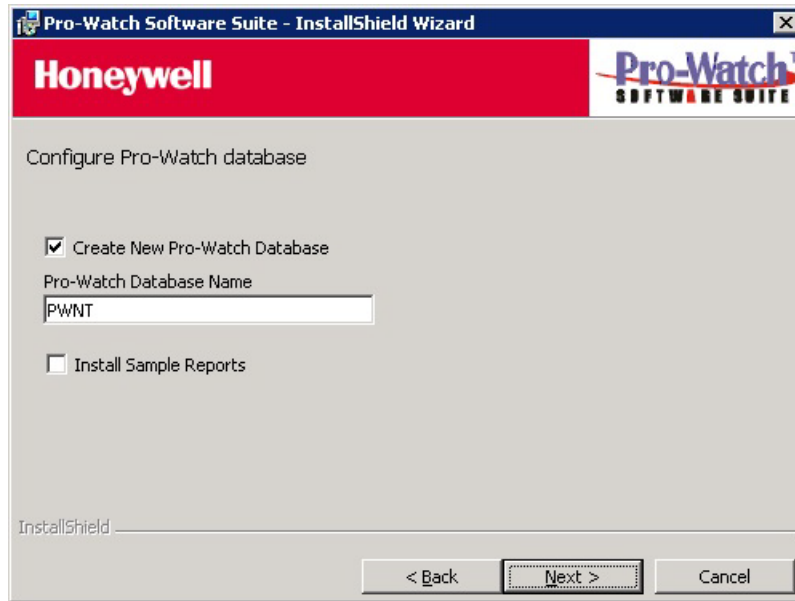 Pro-Watch Software Suite - InstallShield Wizard
Honeywell
Pro-Watch
SOFTWARE SUITE
Configure Pro-Watch database
Create New Pro-Watch Database
Pro-Watch Database Name
PWNT
Install Sample Reports
InstallShield
< Back Next > Cancel